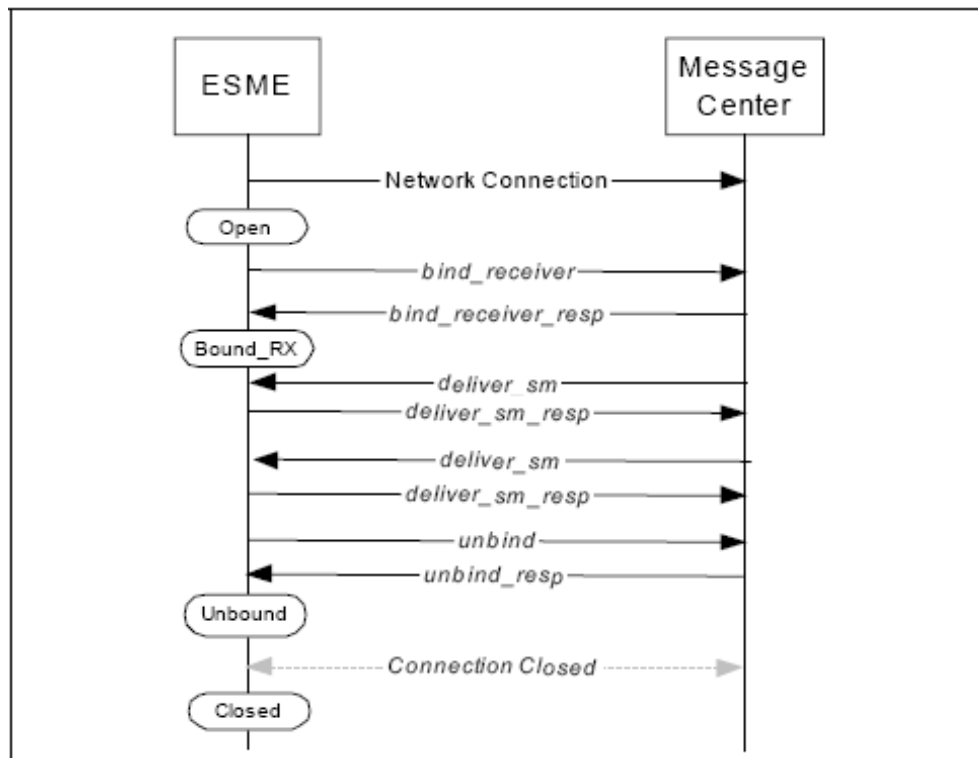 ESME
Message
Center
Network Connection
Open
bind_receiver
bind_receiver_resp
Bound_RX
deliver_sm
deliver_sm_resp
deliver_sm
deliver_sm_resp
unbind
unbind_resp
Unbound
Connection Closed
Closed